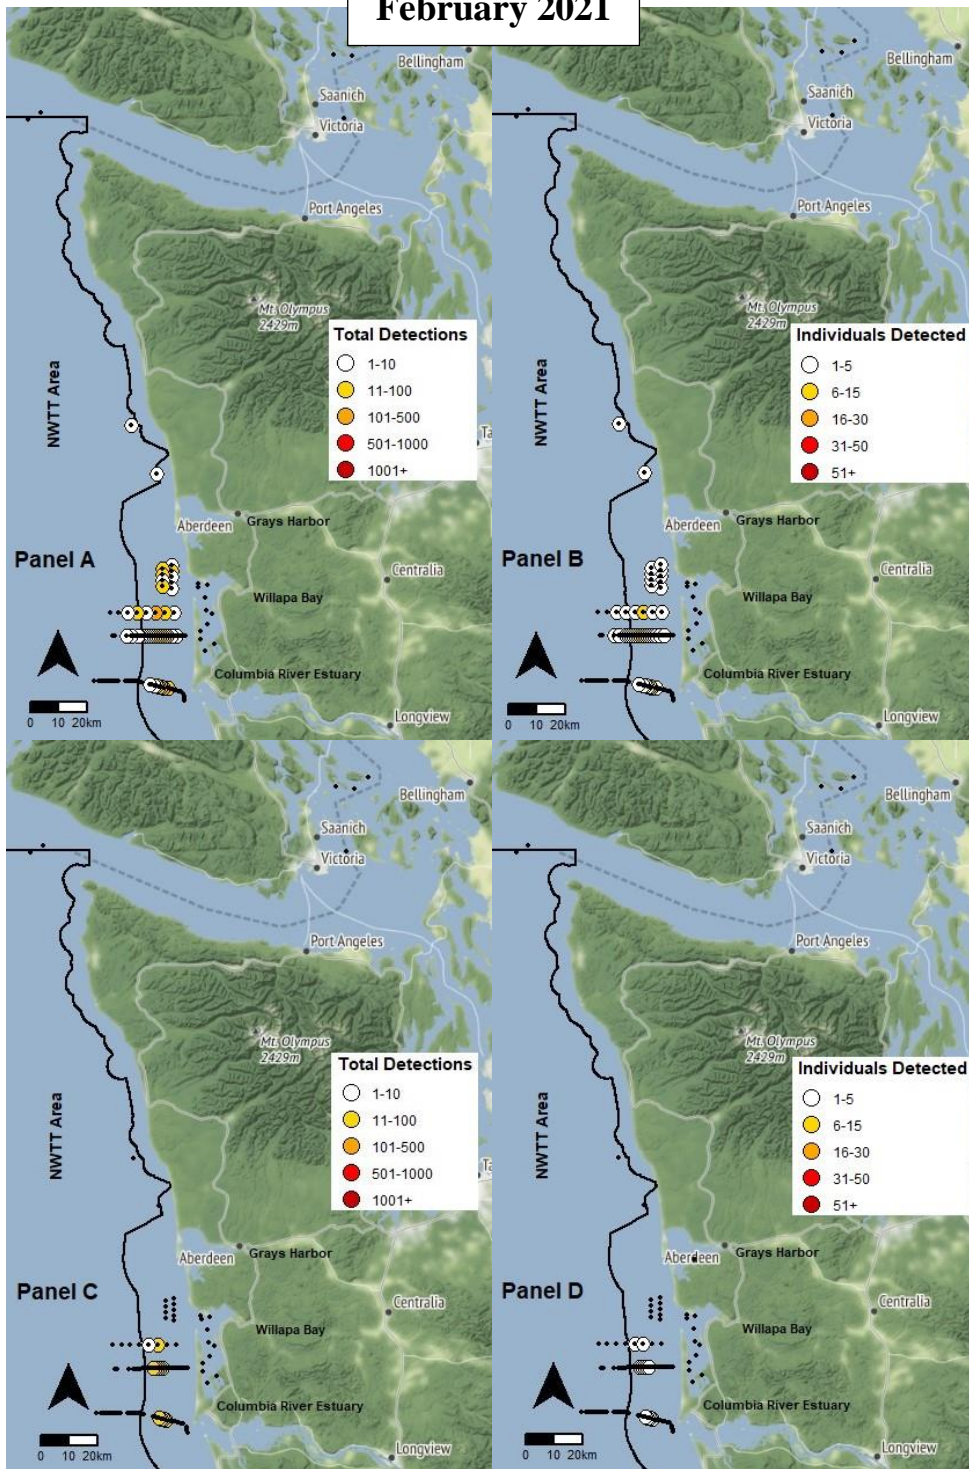 February 2021
Bellingham
Saanich
Victoria
Port Angeles
Mt. Olympus
2429m
Total Detections
1-10
11-100
101-500
501-1000
1001+
NWTT Area
Ta
Aberdeen
Grays Harbor
Panel A
Centralia
Willapa Bay
Columbia River Estuary
0 10 20km
Longview
Bellingham
Saanich
Victoria
Port Angeles
Mt. Olympus
2429m
Individuals Detected
1-5
6-15
16-30
31-50
51+
NWTT Area
Aberdeen
Grays Harbor
Panel B
Centralia
Willapa Bay
Columbia River Estuary
0 10 20km
Longview
Bellingham
Saanich
Victoria
Port Angeles
Mt. Olympus
2429m
Total Detections
1-10
11-100
101-500
501-1000
1001+
NWTT Area
Ta
Aberdeen
Grays Harbor
Panel C
Centralia
Willapa Bay
Columbia River Estuary
0 10 20km
Longview
Bellingham
Saanich
Victoria
Port Angeles
Mt. Olympus
2429m
Individuals Detected
1-5
6-15
16-30
31-50
51+
NWTT Area
Aberdeen
Grays Harbor
Panel D
Centralia
Willapa Bay
Columbia River Estuary
0 10 20km
Longview